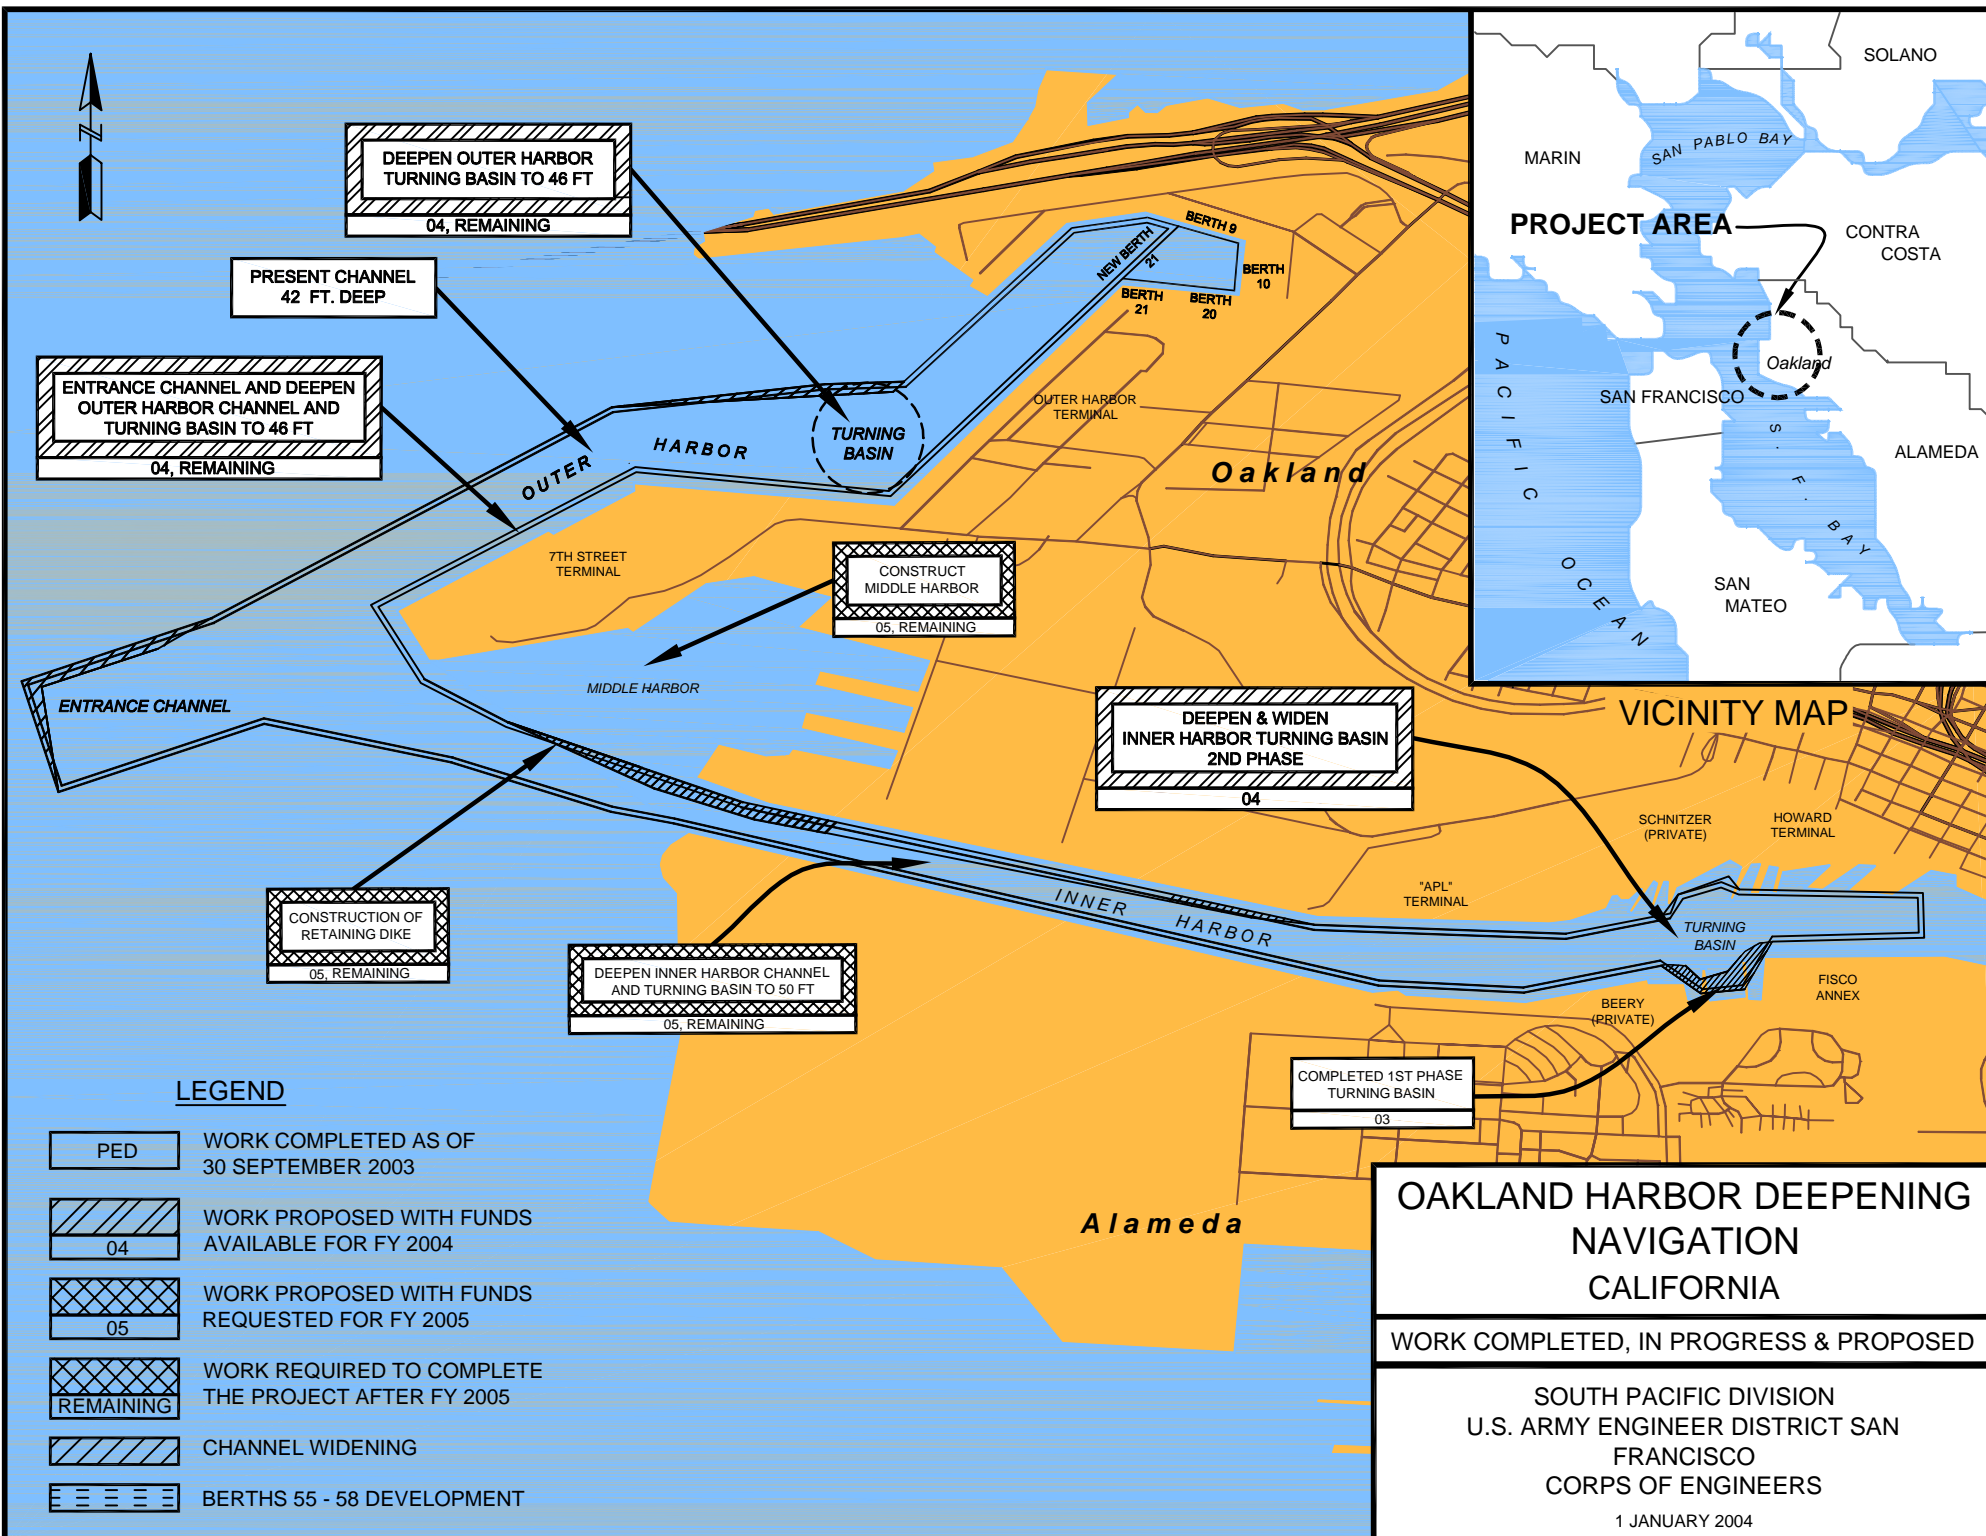 N
DEEPEN OUTER HARBOR
TURNING BASIN TO 46 FT
04, REMAINING
PRESENT CHANNEL
42 FT. DEEP
ENTRANCE CHANNEL AND DEEPEN
OUTER HARBOR CHANNEL AND
TURNING BASIN TO 46 FT
04, REMAINING
BERTH 9
NEW BERTH
21
BERTH
10
BERTH
21
BERTH
20
OUTER HARBOR
TERMINAL
OUTER HARBOR
TURNING
BASIN
Oakland
7TH STREET
TERMINAL
CONSTRUCT
MIDDLE HARBOR
05, REMAINING
MIDDLE HARBOR
ENTRANCE CHANNEL
DEEPEN & WIDEN
INNER HARBOR TURNING BASIN
2ND PHASE
04
SCHNITZER
(PRIVATE)
HOWARD
TERMINAL
"APL"
TERMINAL
INNER HARBOR
TURNING
BASIN
FISCO
ANNEX
BEERY
(PRIVATE)
CONSTRUCTION OF
RETAINING DIKE
05, REMAINING
DEEPEN INNER HARBOR CHANNEL
AND TURNING BASIN TO 50 FT
05, REMAINING
COMPLETED 1ST PHASE
TURNING BASIN
03
Alameda
SOLANO
MARIN
SAN PABLO BAY
PROJECT AREA
CONTRA
COSTA
Oakland
SAN FRANCISCO
PACIFIC OCEAN
S. F. BAY
ALAMEDA
SAN
MATEO
VICINITY MAP
LEGEND
PED
WORK COMPLETED AS OF
30 SEPTEMBER 2003
04
WORK PROPOSED WITH FUNDS
AVAILABLE FOR FY 2004
05
WORK PROPOSED WITH FUNDS
REQUESTED FOR FY 2005
REMAINING
WORK REQUIRED TO COMPLETE
THE PROJECT AFTER FY 2005
CHANNEL WIDENING
BERTHS 55 - 58 DEVELOPMENT
OAKLAND HARBOR DEEPENING
NAVIGATION
CALIFORNIA
WORK COMPLETED, IN PROGRESS & PROPOSED
SOUTH PACIFIC DIVISION
U.S. ARMY ENGINEER DISTRICT SAN
FRANCISCO
CORPS OF ENGINEERS
1 JANUARY 2004